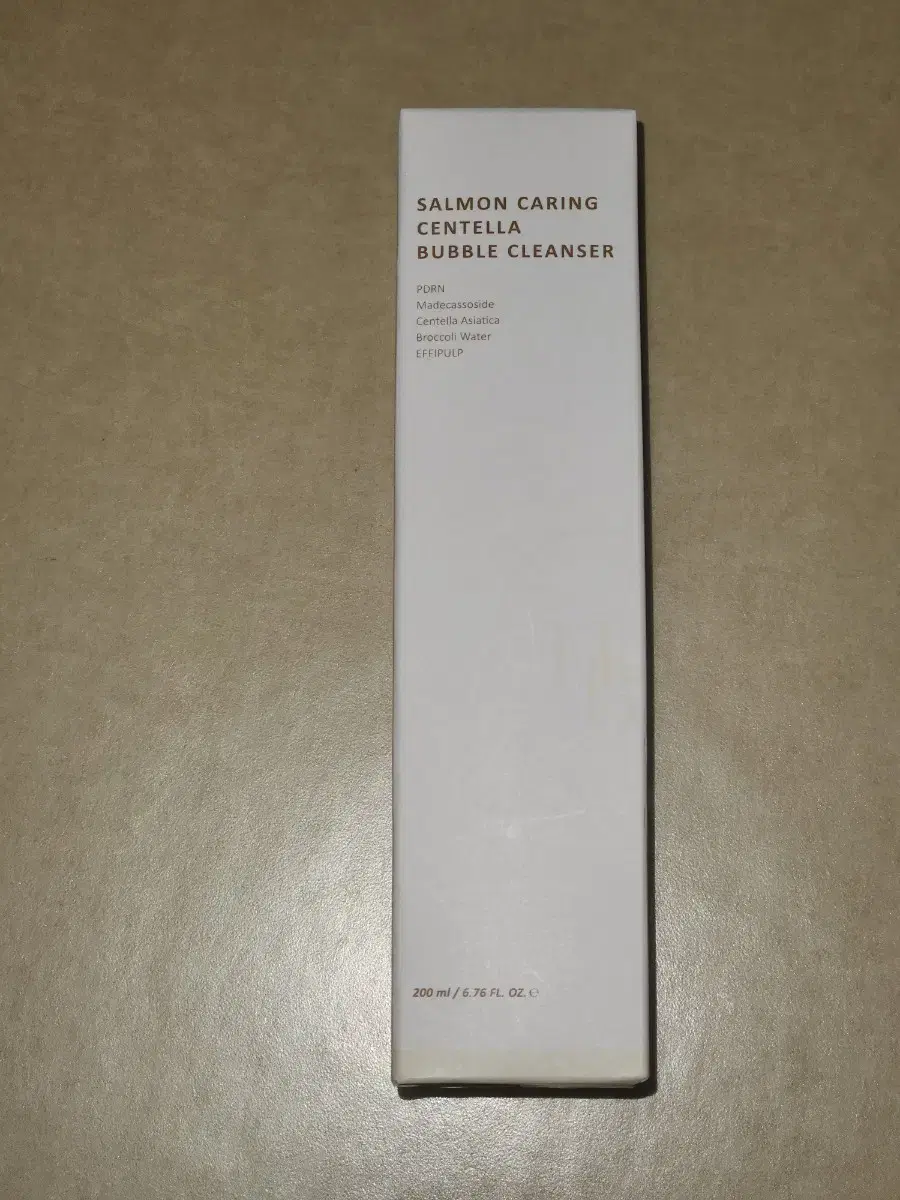 SALMON CARING
CENTELLA
BUBBLE CLEANSER
PDRN
Madecassoside
Centella Asiatica
Broccoli Water
EFFIPULP
200 ml / 6.76 FL. OZ. ℮